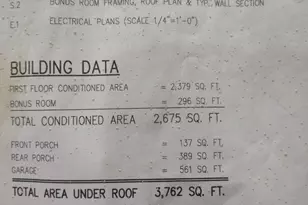 S.2 BONUS ROOM FRAMING, ROOF PLAN & TYP. WALL SECTION
E.1 ELECTRICAL PLANS (SCALE 1/4"=1'-0")
BUILDING DATA
FIRST FLOOR CONDITIONED AREA = 2,379 SQ. FT.
BONUS ROOM = 296 SQ. FT.
TOTAL CONDITIONED AREA 2,675 SQ. FT.
FRONT PORCH = 137 SQ. FT.
REAR PORCH = 389 SQ. FT.
GARAGE = 561 SQ. FT.
TOTAL AREA UNDER ROOF 3,762 SQ. FT.